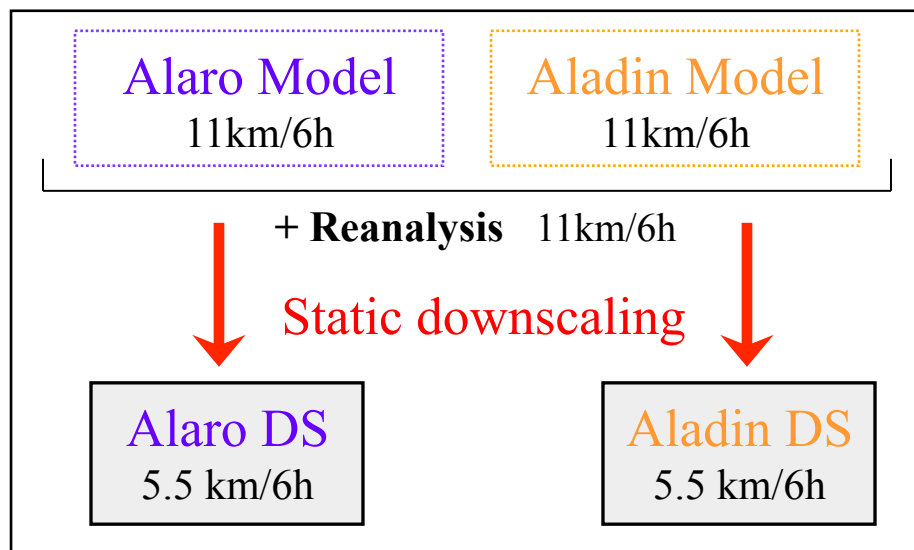 Alaro Model
11km/6h
Aladin Model
11km/6h
+ Reanalysis 11km/6h
Static downscaling
Alaro DS
5.5 km/6h
Aladin DS
5.5 km/6h